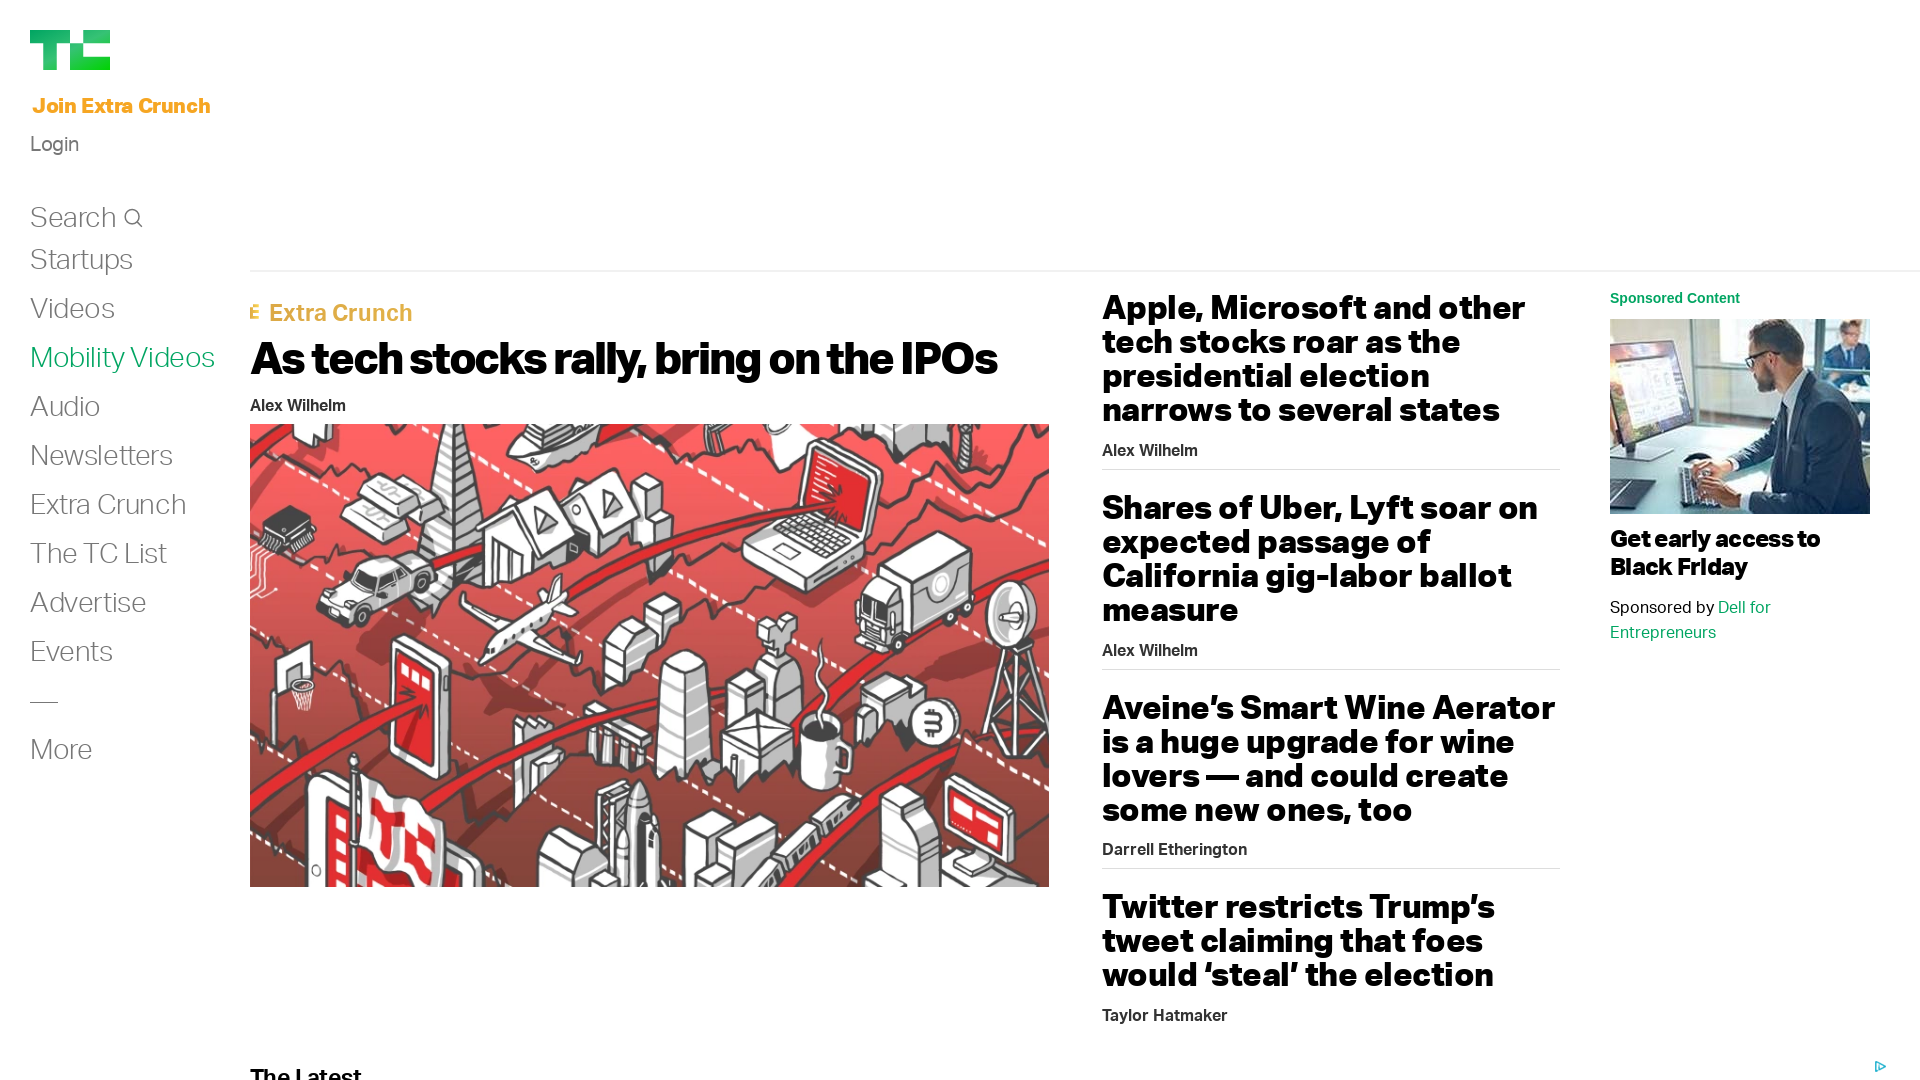 TC
Join Extra Crunch
Login
Search
Startups
Videos
Mobility Videos
Audio
Newsletters
Extra Crunch
The TC List
Advertise
Events
More
Extra Crunch
As tech stocks rally, bring on the IPOs
Alex Wilhelm
Apple, Microsoft and other
tech stocks roar as the
presidential election
narrows to several states
Alex Wilhelm
Shares of Uber, Lyft soar on
expected passage of
California gig-labor ballot
measure
Alex Wilhelm
Aveine’s Smart Wine Aerator
is a huge upgrade for wine
lovers — and could create
some new ones, too
Darrell Etherington
Twitter restricts Trump’s
tweet claiming that foes
would ‘steal’ the election
Taylor Hatmaker
Sponsored Content
Get early access to
Black Friday
Sponsored by Dell for
Entrepreneurs
The Latest